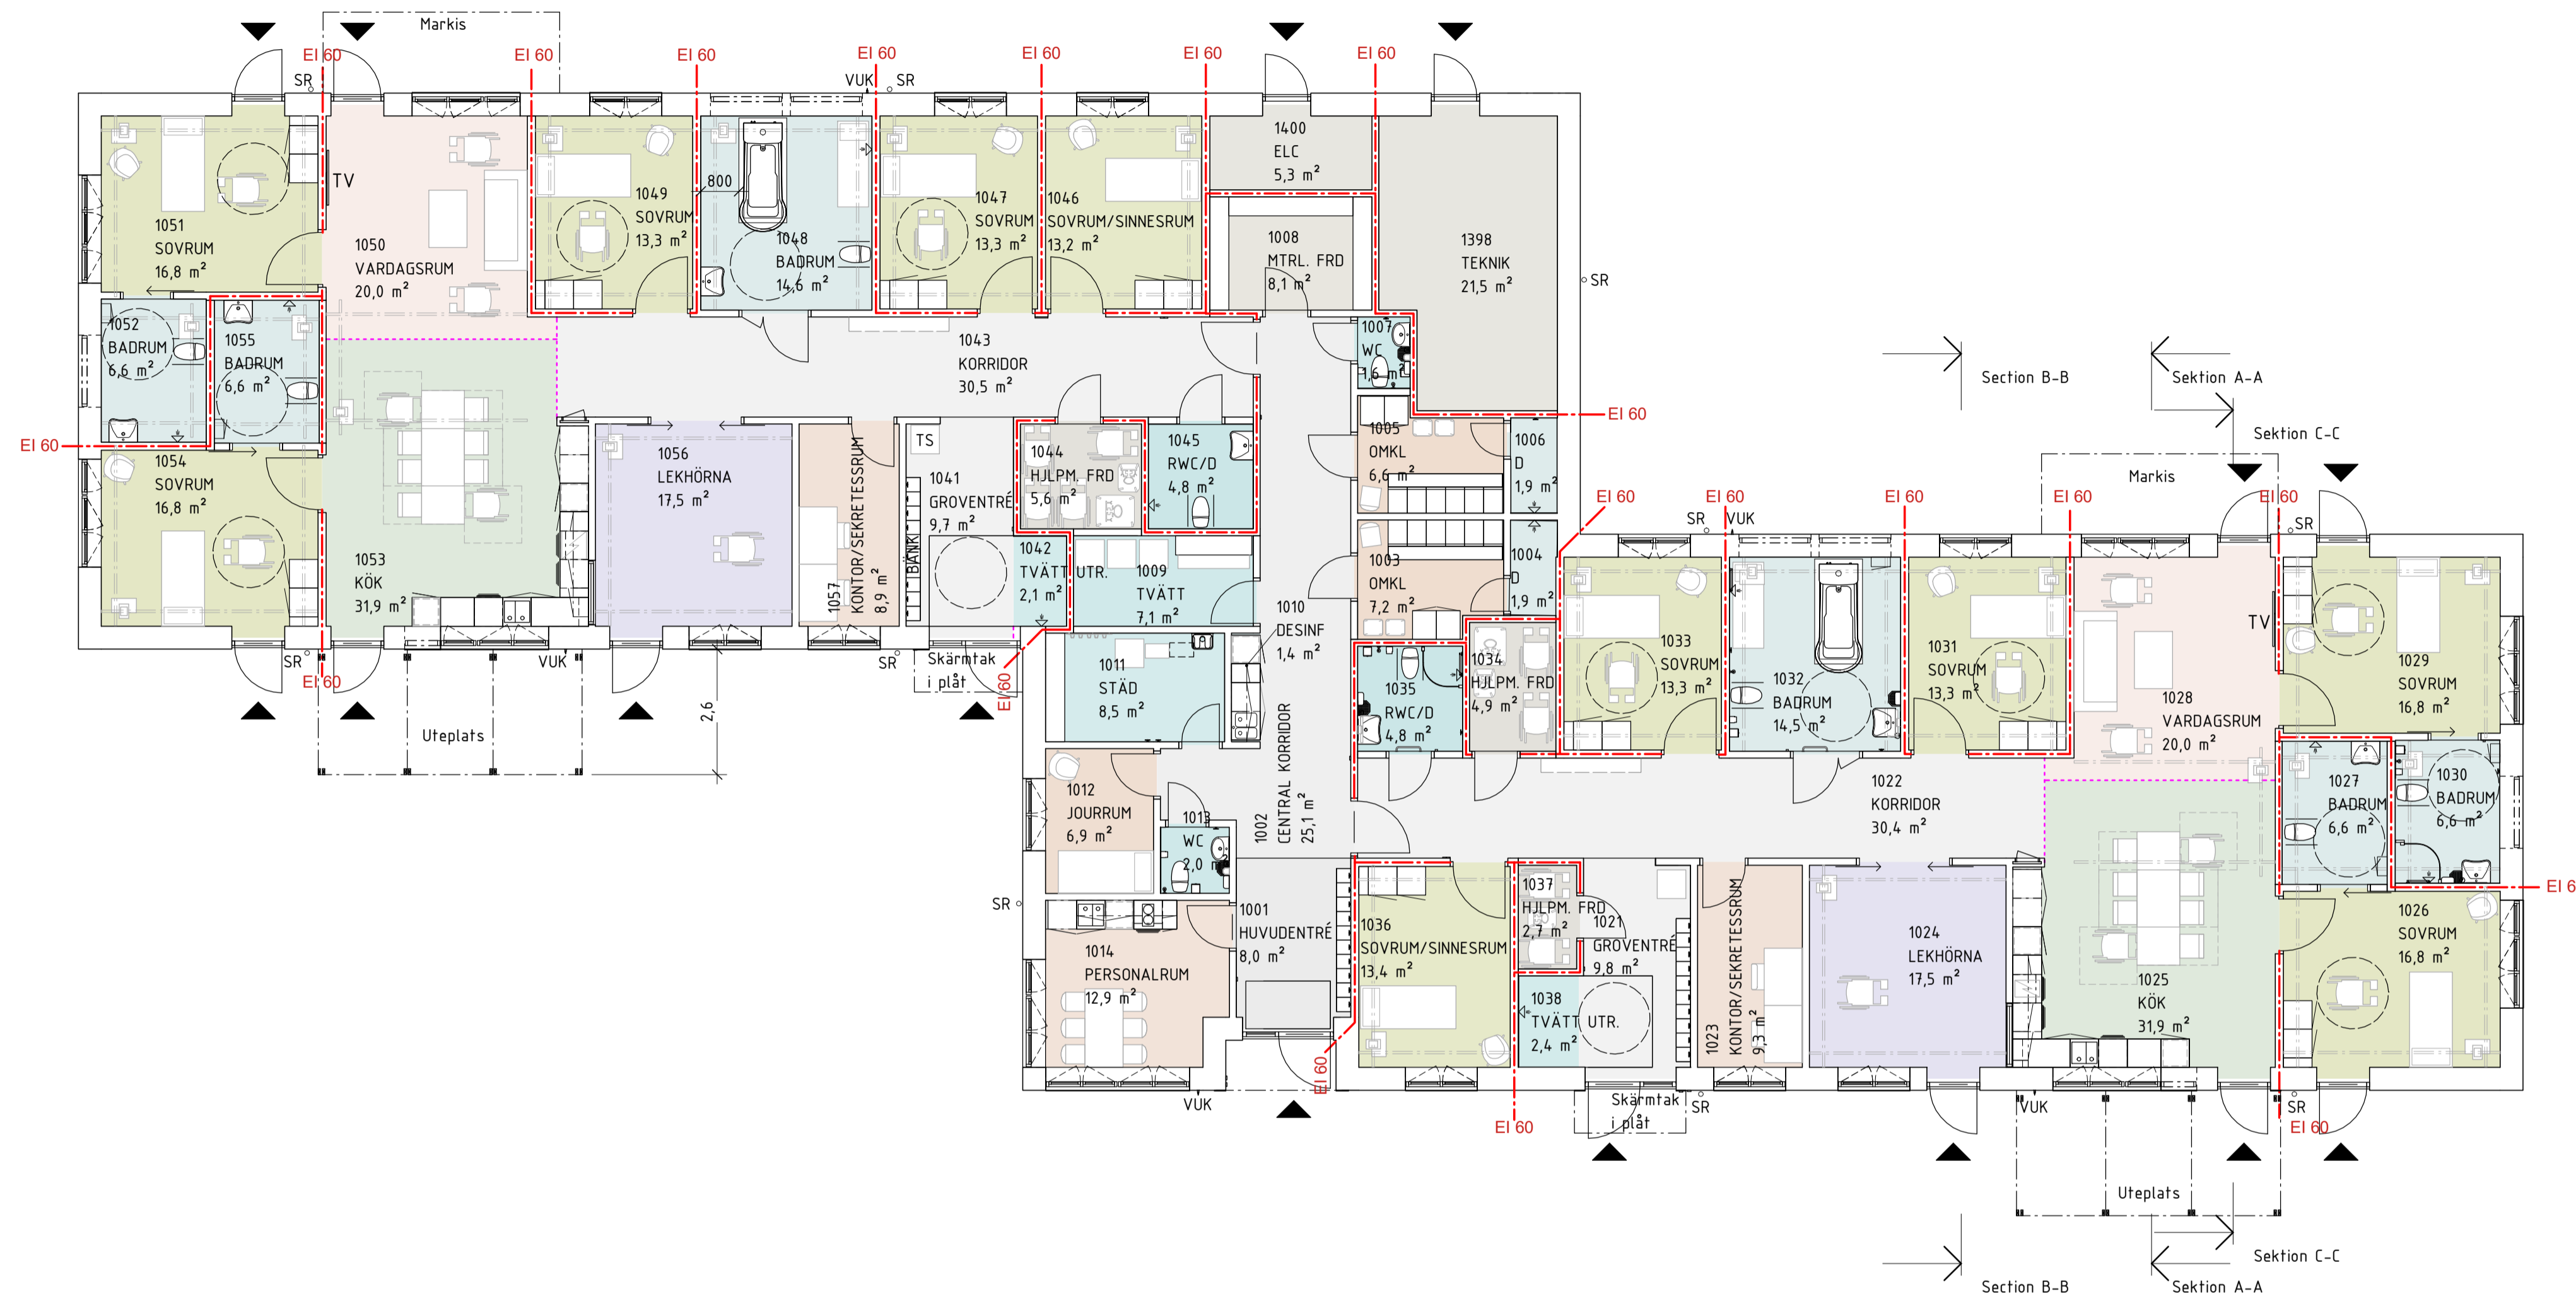 Markis
EI 60
EI 60
EI 60
EI 60
EI 60
EI 60
EI 60
SR
VUK
SR
1051
SOVRUM
16,8 m²
TV
1050
VARDAGSRUM
20,0 m²
1049
SOVRUM
13,3 m²
800
1048
BADRUM
14,6 m²
1047
SOVRUM
13,3 m²
1046
SOVRUM/SINNESRUM
13,2 m²
1400
ELC
5,3 m²
1008
MTRL. FRD
8,1 m²
1398
TEKNIK
21,5 m²
SR
1052
BADRUM
6,6 m²
1055
BADRUM
6,6 m²
1043
KORRIDOR
30,5 m²
1007
WC
1,6 m²
Section B-B
Sektion A-A
Sektion C-C
EI 60
EI 60
1054
SOVRUM
16,8 m²
1053
KÖK
31,9 m²
1056
LEKHÖRNA
17,5 m²
1057
KONTOR/SEKRETESSRUM
8,9 m²
TS
BÄNK
1041
GROVENTRÉ
9,7 m²
1044
HJLPM. FRD
5,6 m²
1045
RWC/D
4,8 m²
1042
TVÄTT UTR.
2,1 m²
1009
TVÄTT
7,1 m²
1005
OMKL
6,6 m²
1006
D
1,9 m²
1003
OMKL
7,2 m²
1004
D
1,9 m²
1010
DESINF
1,4 m²
1011
STÄD
8,5 m²
SR
EI 60
VUK
SR
Skärmtak
i plåt
EI 60
Uteplats
2,6
Markis
EI 60
EI 60
EI 60
EI 60
EI 60
SR
VUK
SR
1035
RWC/D
4,8 m²
1034
HJLPM. FRD
4,9 m²
1033
SOVRUM
13,3 m²
1032
BADRUM
14,5 m²
1031
SOVRUM
13,3 m²
1028
VARDAGSRUM
20,0 m²
TV
1029
SOVRUM
16,8 m²
1012
JOURRUM
6,9 m²
1013
WC
2,0 m²
1002
CENTRAL KORRIDOR
25,1 m²
1022
KORRIDOR
30,4 m²
1027
BADRUM
6,6 m²
1030
BADRUM
6,6 m²
EI 6
SR
1014
PERSONALRUM
12,9 m²
1001
HUVUDENTRÉ
8,0 m²
1036
SOVRUM/SINNESRUM
13,4 m²
1037
HJLPM. FRD
2,7 m²
1021
GROVENTRÉ
9,8 m²
1038
TVÄTT UTR.
2,4 m²
1023
KONTOR/SEKRETESSRUM
9,3 m²
1024
LEKHÖRNA
17,5 m²
1025
KÖK
31,9 m²
1026
SOVRUM
16,8 m²
VUK
EI 60
EI 60
Skärmtak
i plåt
SR
VUK
SR
EI 60
Uteplats
Sektion C-C
Section B-B
Sektion A-A